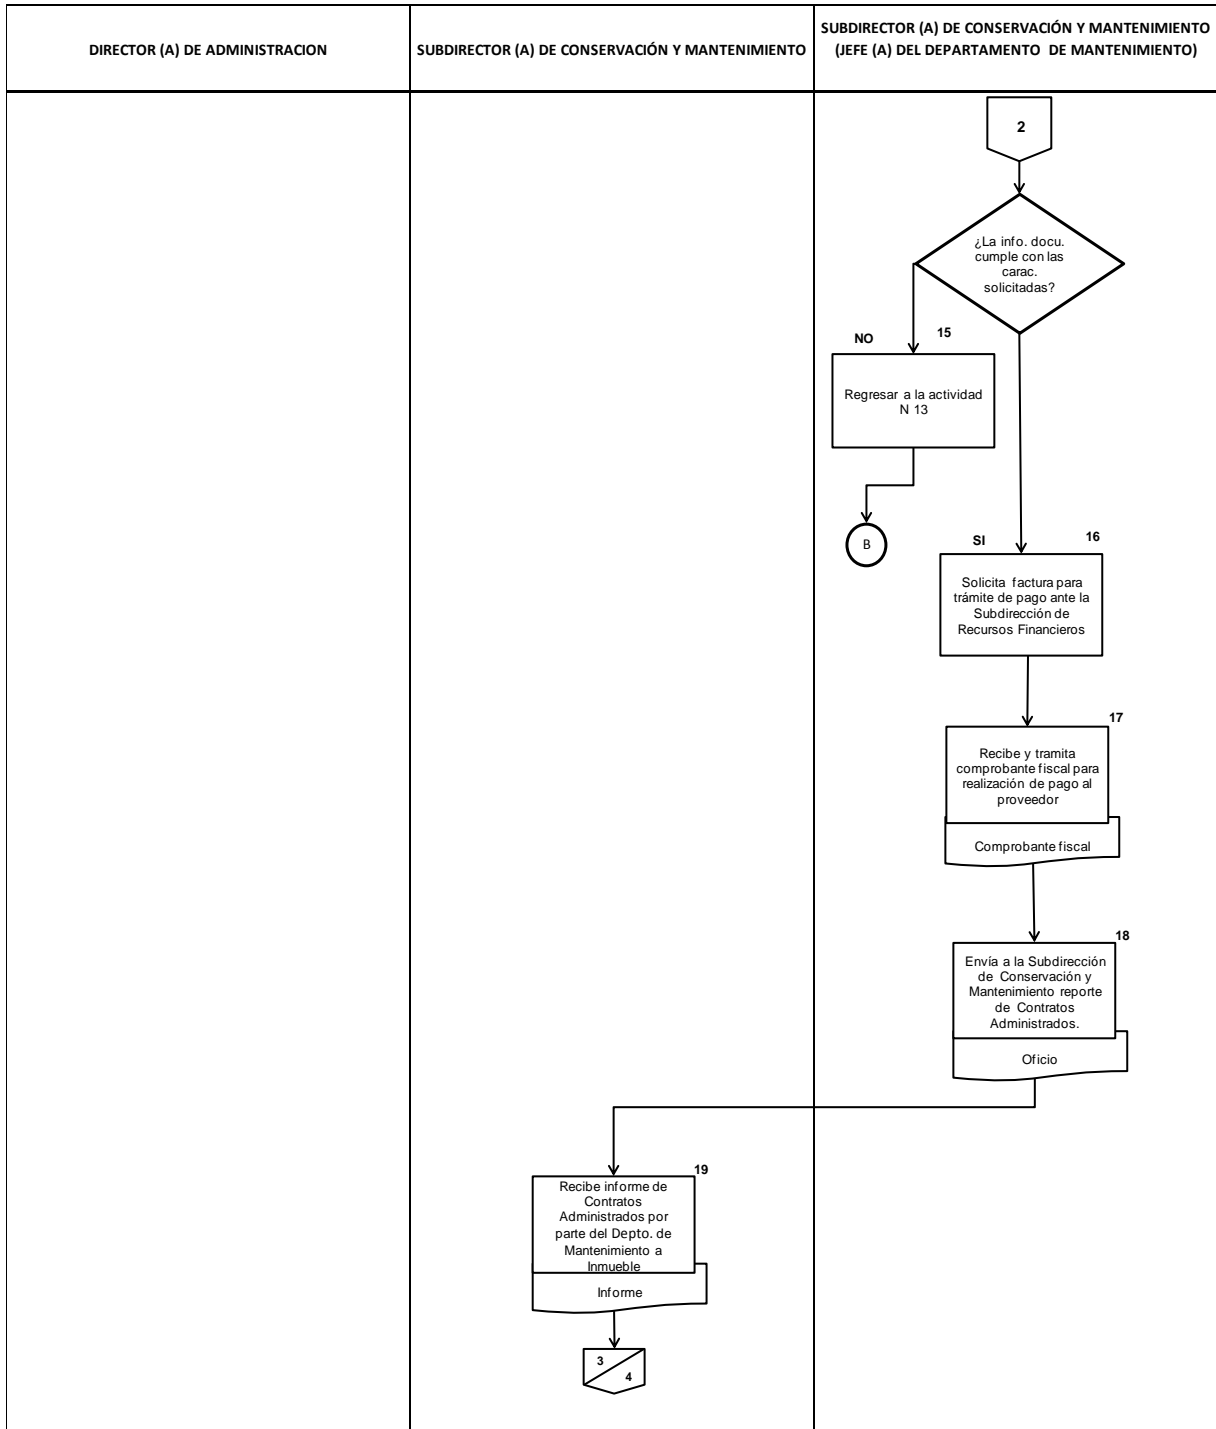 DIRECTOR (A) DE ADMINISTRACION
SUBDIRECTOR (A) DE CONSERVACIÓN Y MANTENIMIENTO
SUBDIRECTOR (A) DE CONSERVACIÓN Y MANTENIMIENTO
(JEFE (A) DEL DEPARTAMENTO DE MANTENIMIENTO)
2
¿La info. docu.
cumple con las
carac.
solicitadas?
NO
15
Regresar a la actividad
N 13
B
SI
16
Solicita factura para
trámite de pago ante la
Subdirección de
Recursos Financieros
17
Recibe y tramita
comprobante fiscal para
realización de pago al
proveedor
Comprobante fiscal
18
Envía a la Subdirección
de Conservación y
Mantenimiento reporte
de Contratos
Administrados.
Oficio
19
Recibe informe de
Contratos
Administrados por
parte del Depto. de
Mantenimiento a
Inmueble
Informe
3
4